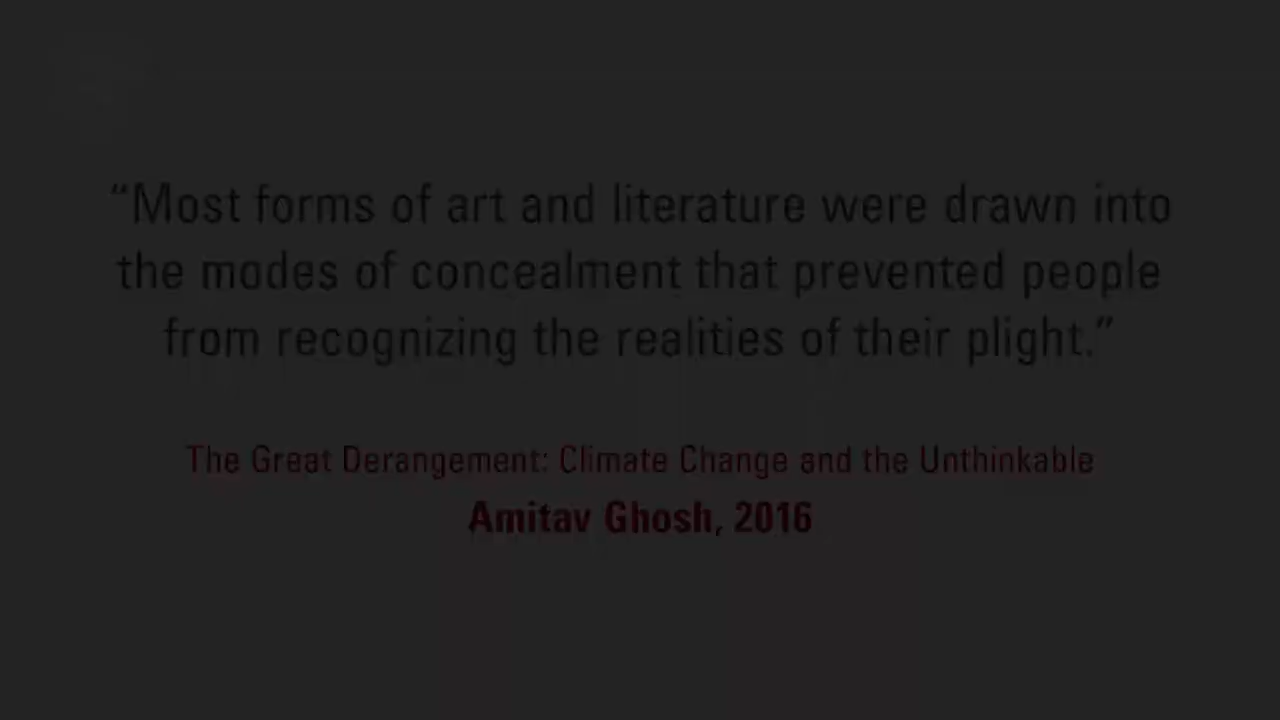 “Most forms of art and literature were drawn into
the modes of concealment that prevented people
from recognizing the realities of their plight.”
The Great Derangement: Climate Change and the Unthinkable
Amitav Ghosh, 2016